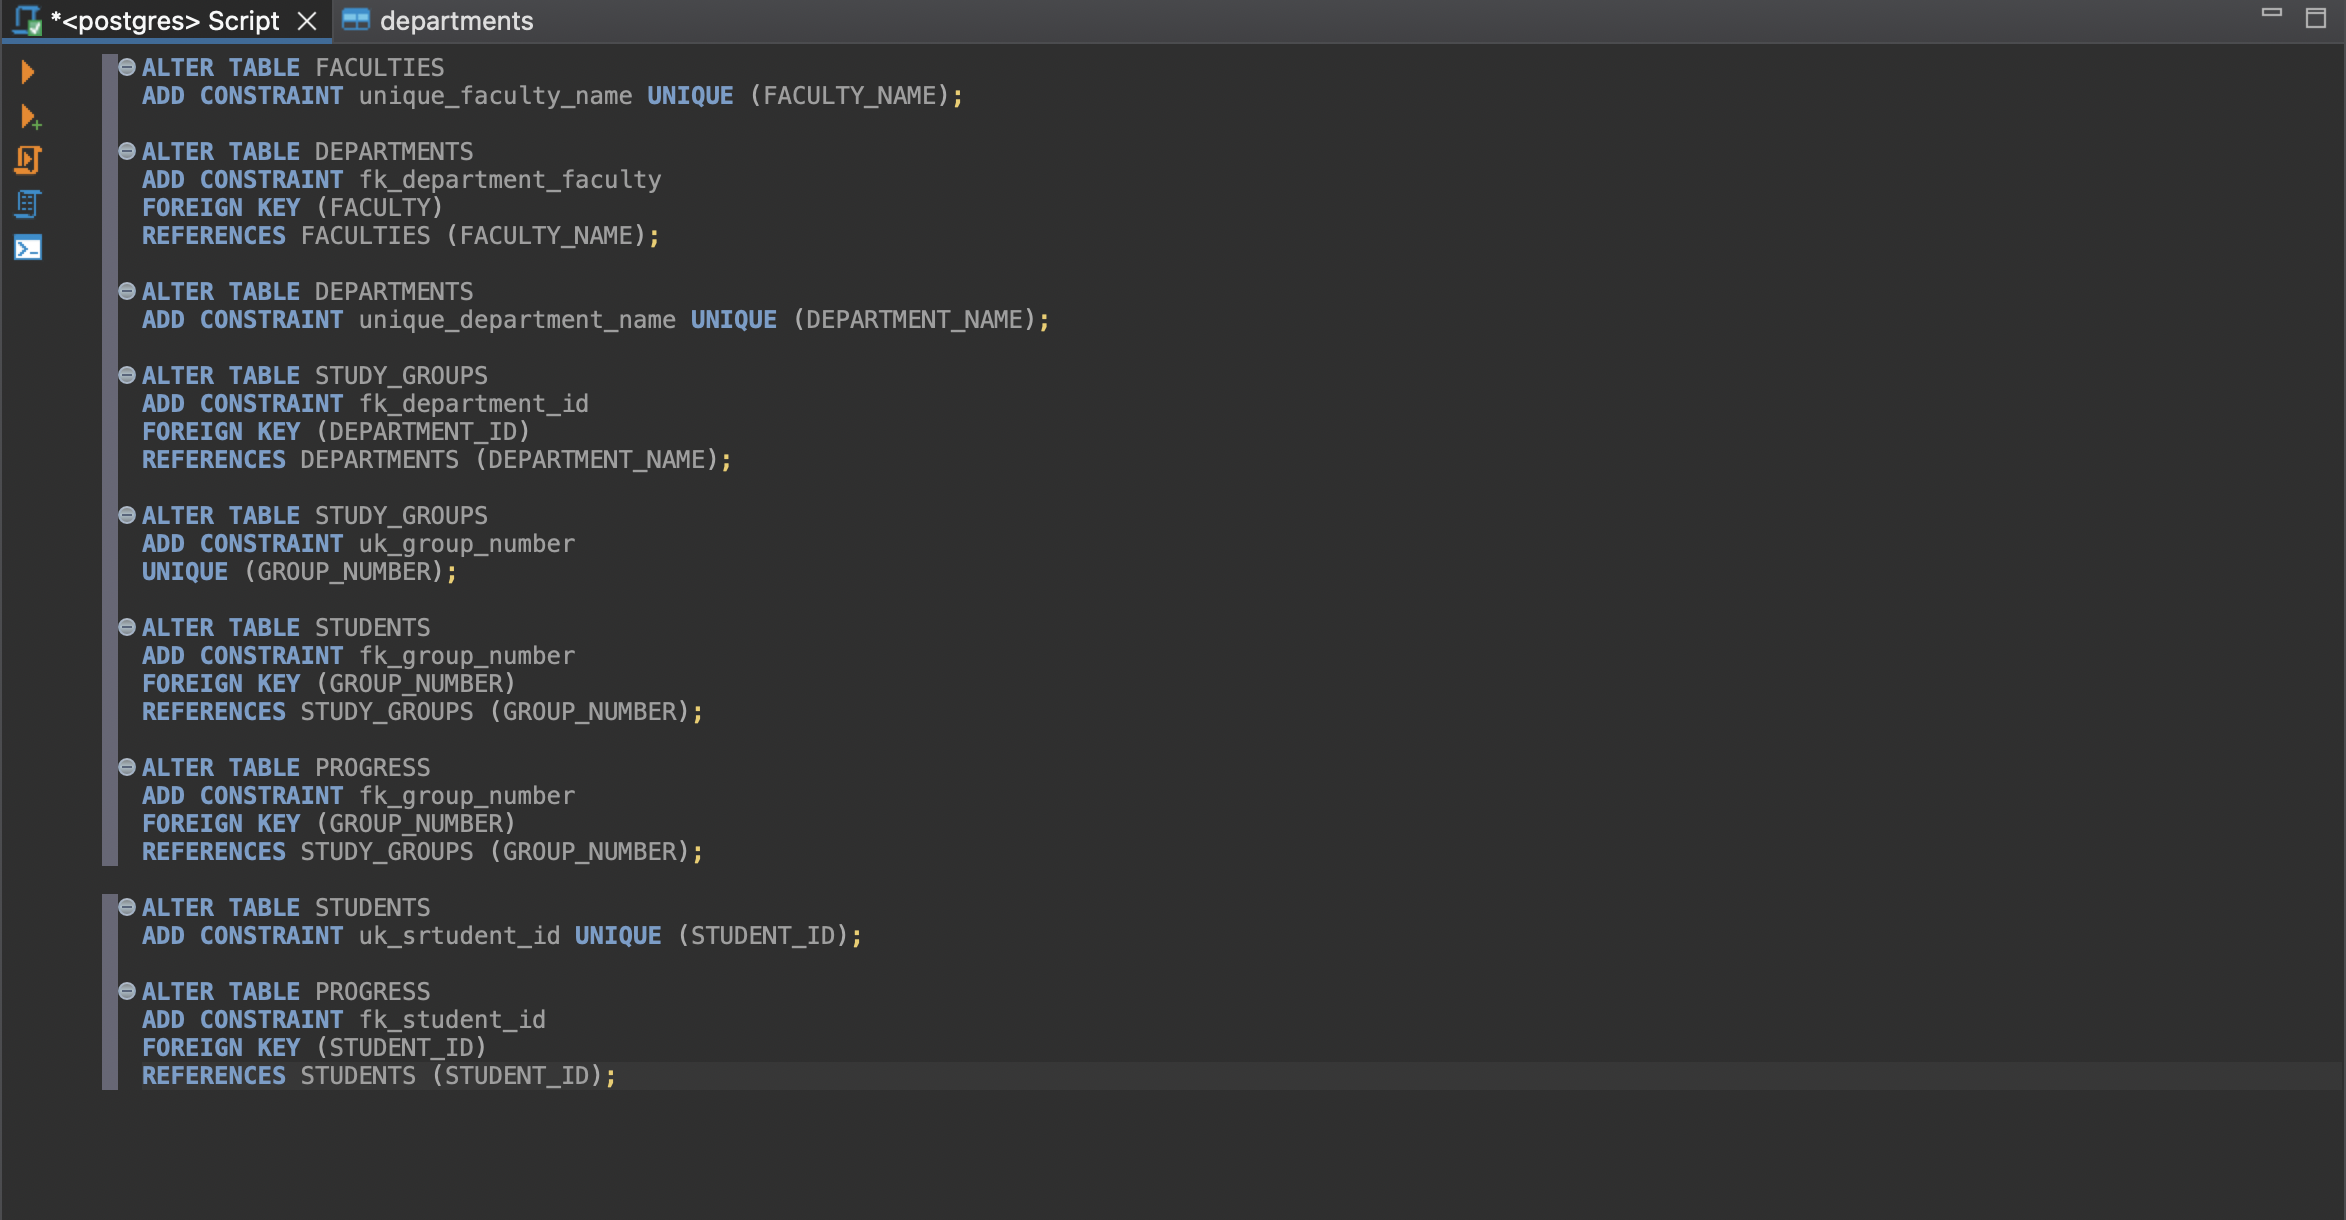 *<postgres> Script
departments
ALTER TABLE FACULTIES
ADD CONSTRAINT unique_faculty_name UNIQUE (FACULTY_NAME);
ALTER TABLE DEPARTMENTS
ADD CONSTRAINT fk_department_faculty
FOREIGN KEY (FACULTY)
REFERENCES FACULTIES (FACULTY_NAME);
ALTER TABLE DEPARTMENTS
ADD CONSTRAINT unique_department_name UNIQUE (DEPARTMENT_NAME);
ALTER TABLE STUDY_GROUPS
ADD CONSTRAINT fk_department_id
FOREIGN KEY (DEPARTMENT_ID)
REFERENCES DEPARTMENTS (DEPARTMENT_NAME);
ALTER TABLE STUDY_GROUPS
ADD CONSTRAINT uk_group_number
UNIQUE (GROUP_NUMBER);
ALTER TABLE STUDENTS
ADD CONSTRAINT fk_group_number
FOREIGN KEY (GROUP_NUMBER)
REFERENCES STUDY_GROUPS (GROUP_NUMBER);
ALTER TABLE PROGRESS
ADD CONSTRAINT fk_group_number
FOREIGN KEY (GROUP_NUMBER)
REFERENCES STUDY_GROUPS (GROUP_NUMBER);
ALTER TABLE STUDENTS
ADD CONSTRAINT uk_srtudent_id UNIQUE (STUDENT_ID);
ALTER TABLE PROGRESS
ADD CONSTRAINT fk_student_id
FOREIGN KEY (STUDENT_ID)
REFERENCES STUDENTS (STUDENT_ID);